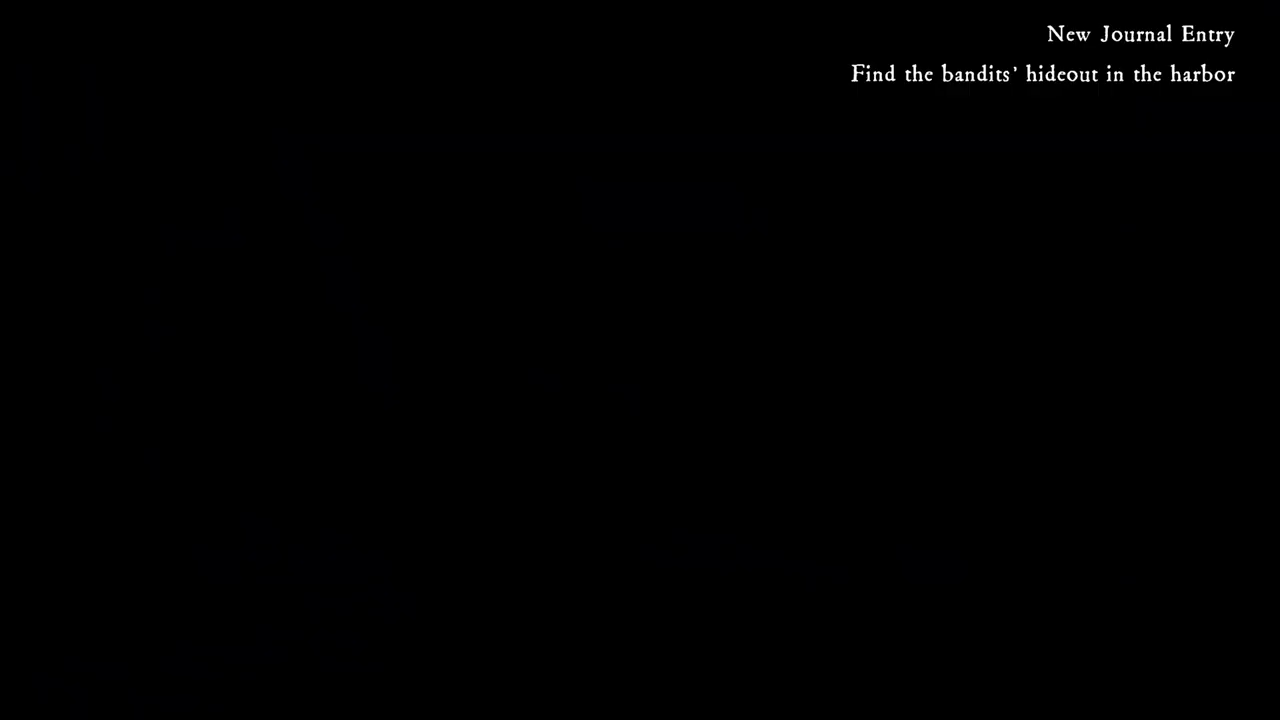 New Journal Entry
Find the bandits’ hideout in the harbor